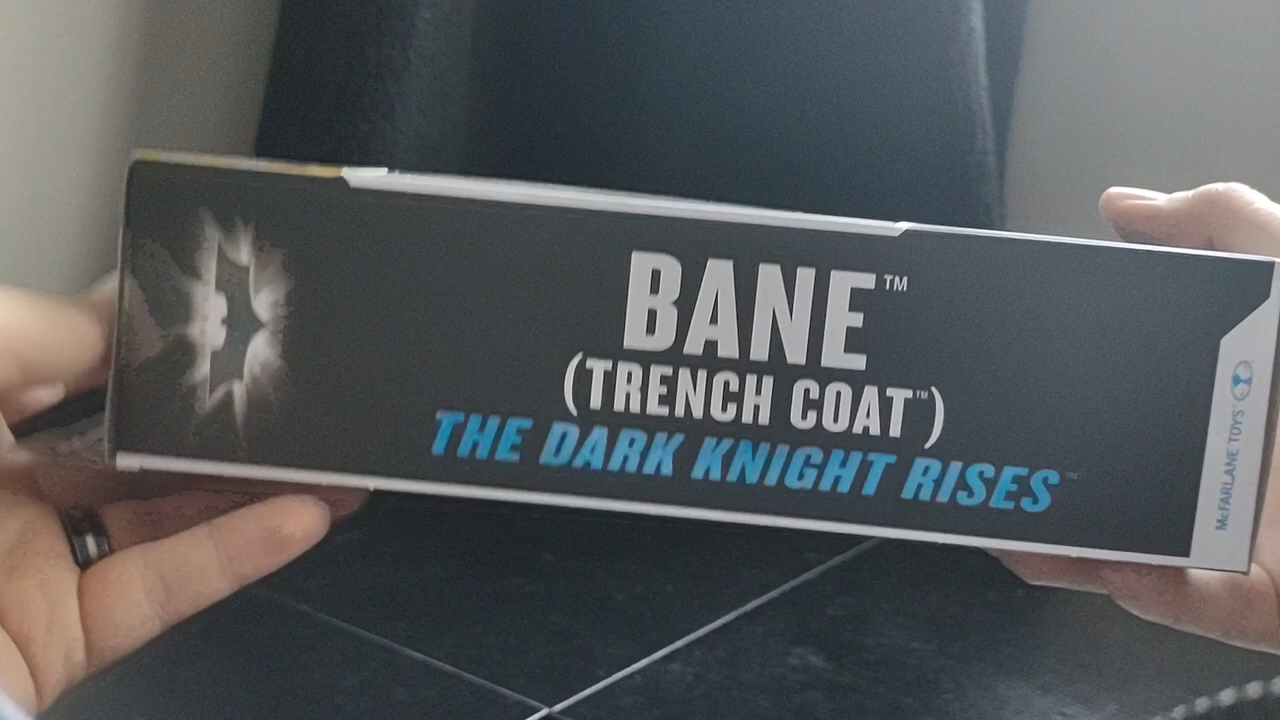 BANE™
(TRENCH COAT™)
THE DARK KNIGHT RISES™
McFARLANE TOYS®